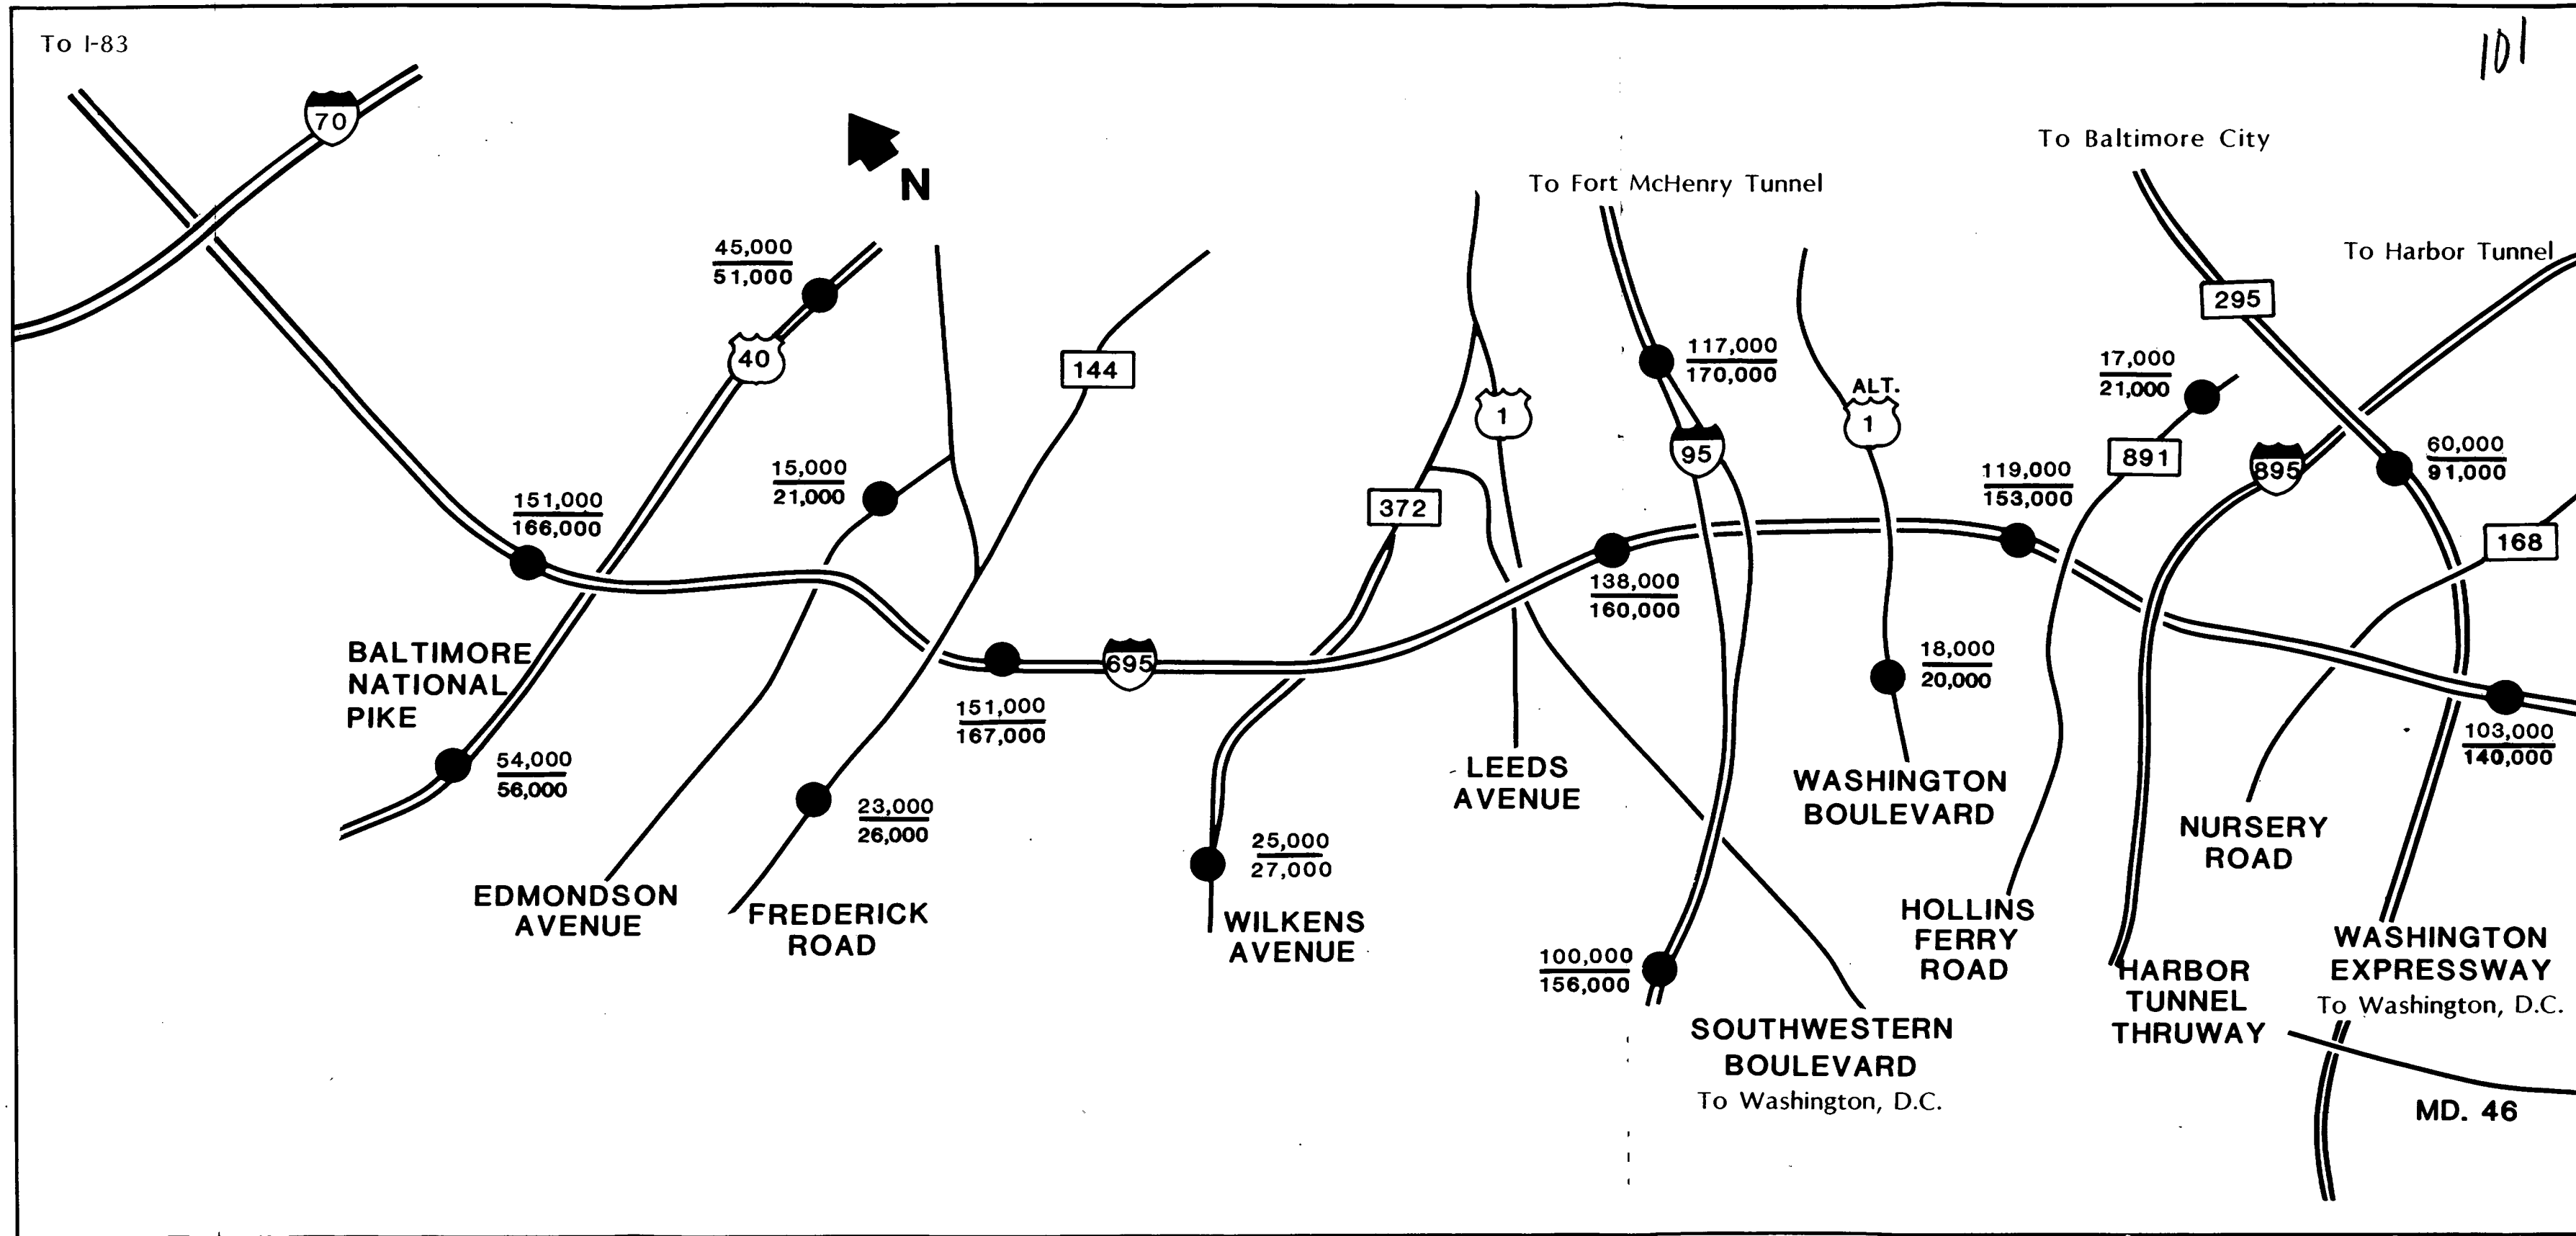 To I-83
101
70
To Baltimore City
To Fort McHenry Tunnel
N
45,000
51,000
To Harbor Tunnel
295
40
144
117,000
170,000
ALT.
1
1
17,000
21,000
95
891
895
60,000
91,000
15,000
21,000
119,000
153,000
151,000
166,000
372
168
138,000
160,000
BALTIMORE
NATIONAL
PIKE
695
18,000
20,000
151,000
167,000
103,000
140,000
54,000
56,000
LEEDS
AVENUE
WASHINGTON
BOULEVARD
23,000
26,000
NURSERY
ROAD
25,000
27,000
EDMONDSON
AVENUE
FREDERICK
ROAD
WILKENS
AVENUE
HOLLINS
FERRY
ROAD
100,000
156,000
HARBOR
TUNNEL
THRUWAY
WASHINGTON
EXPRESSWAY
To Washington, D.C.
SOUTHWESTERN
BOULEVARD
To Washington, D.C.
MD. 46